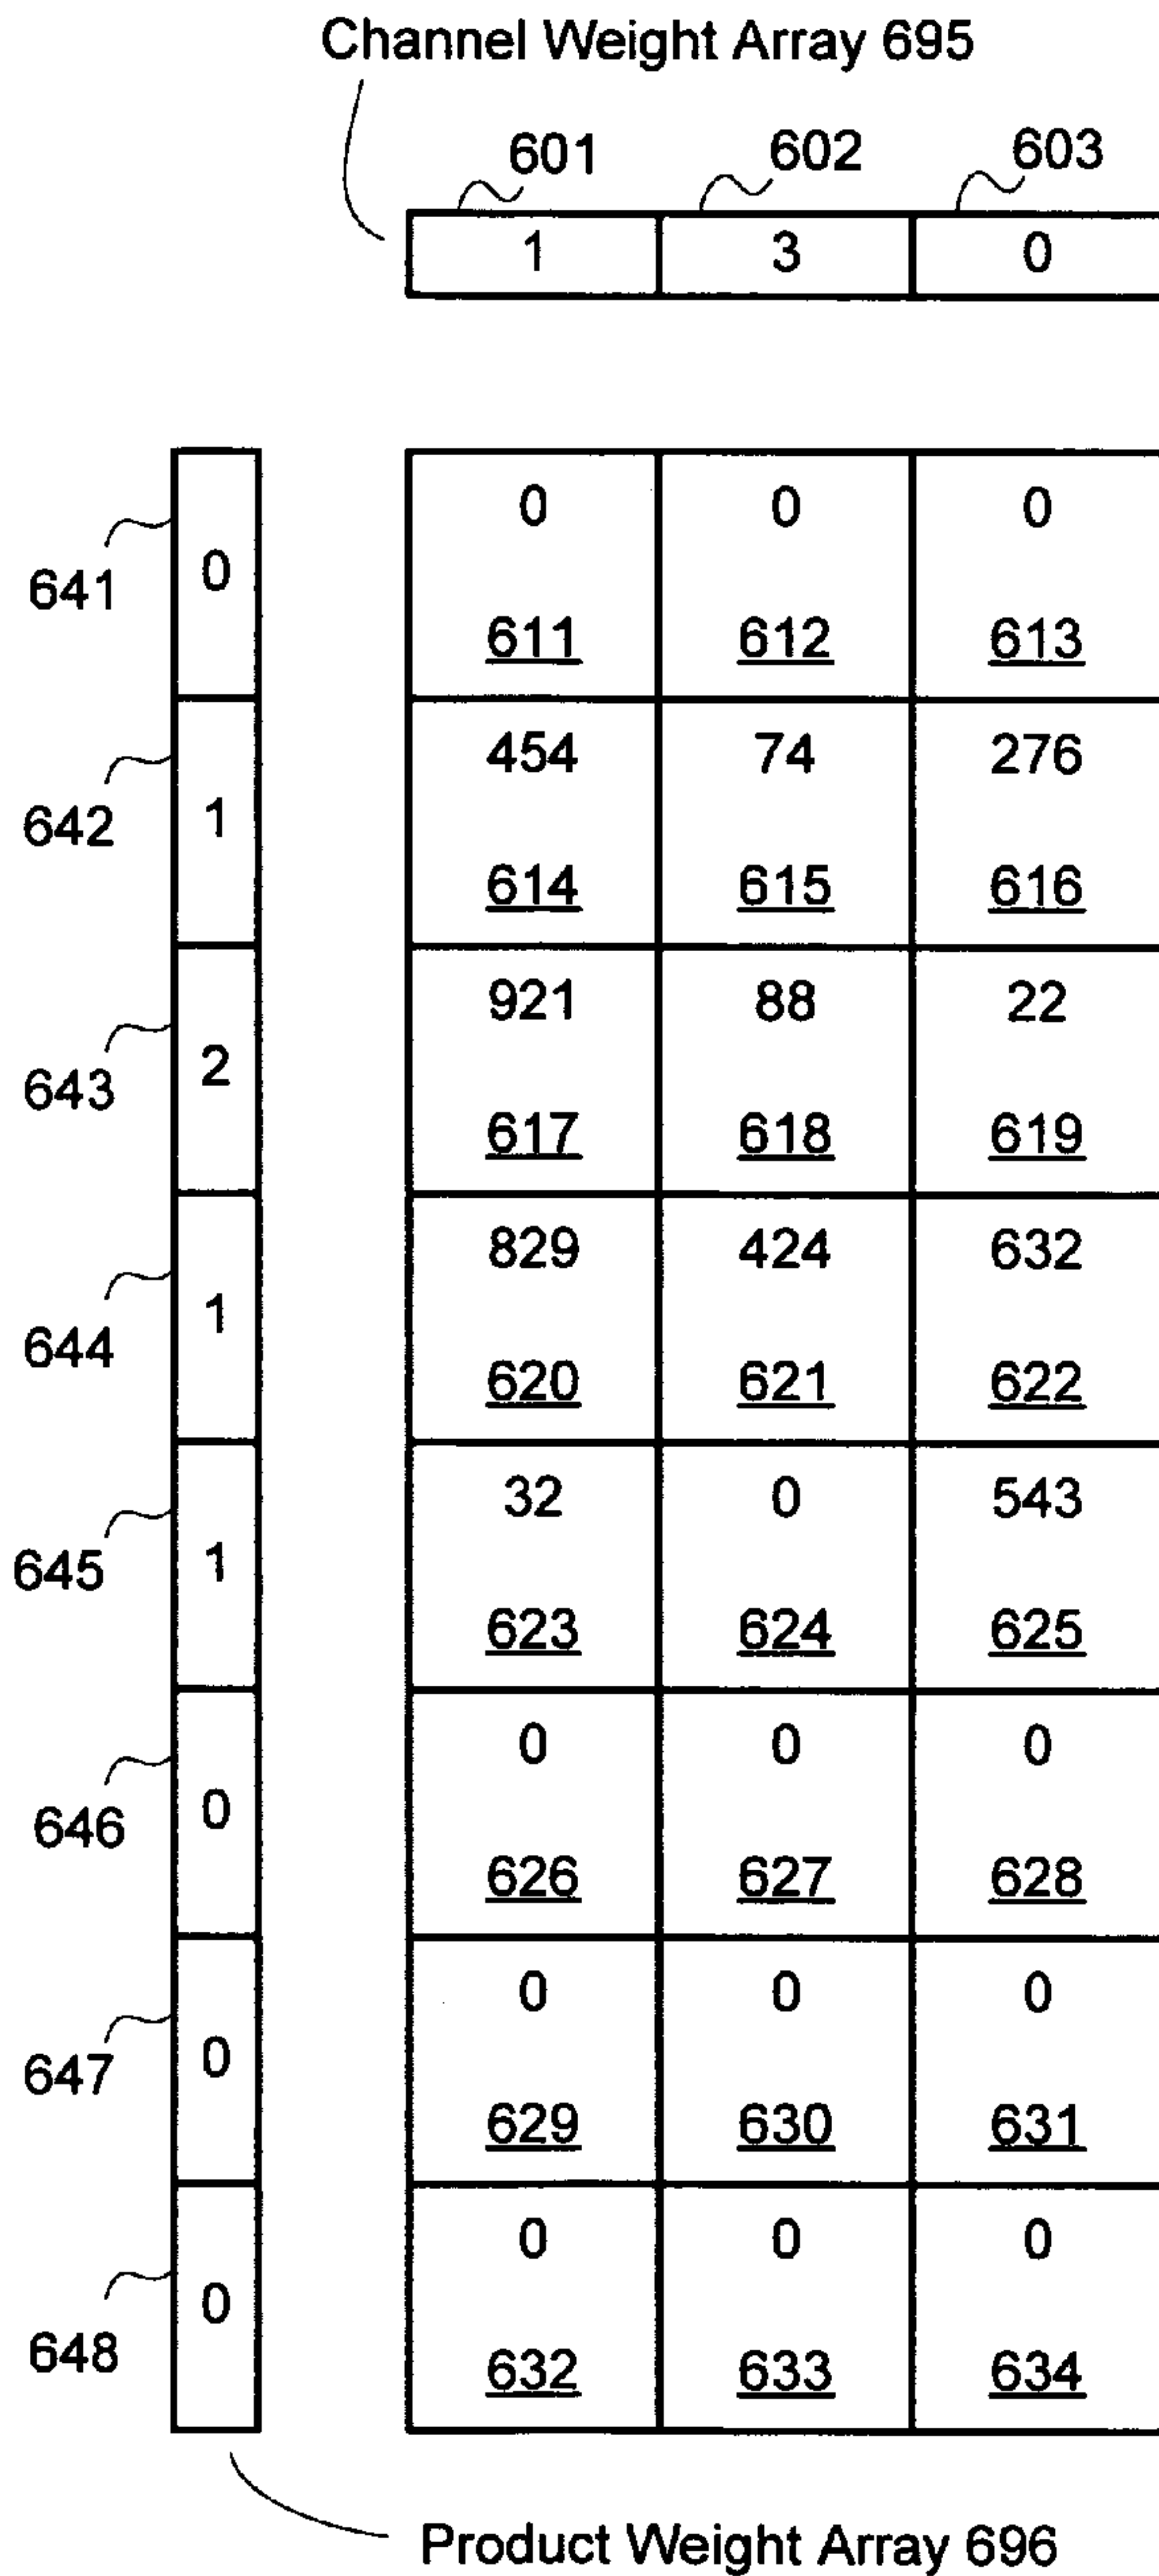 Channel Weight Array 695
601 602 603
1 3 0
0 0 0
641 0
611 612 613
454 74 276
642 1
614 615 616
921 88 22
643 2
617 618 619
829 424 632
644 1
620 621 622
32 0 543
645 1
623 624 625
0 0 0
646 0
626 627 628
0 0 0
647 0
629 630 631
0 0 0
648 0
632 633 634
Product Weight Array 696